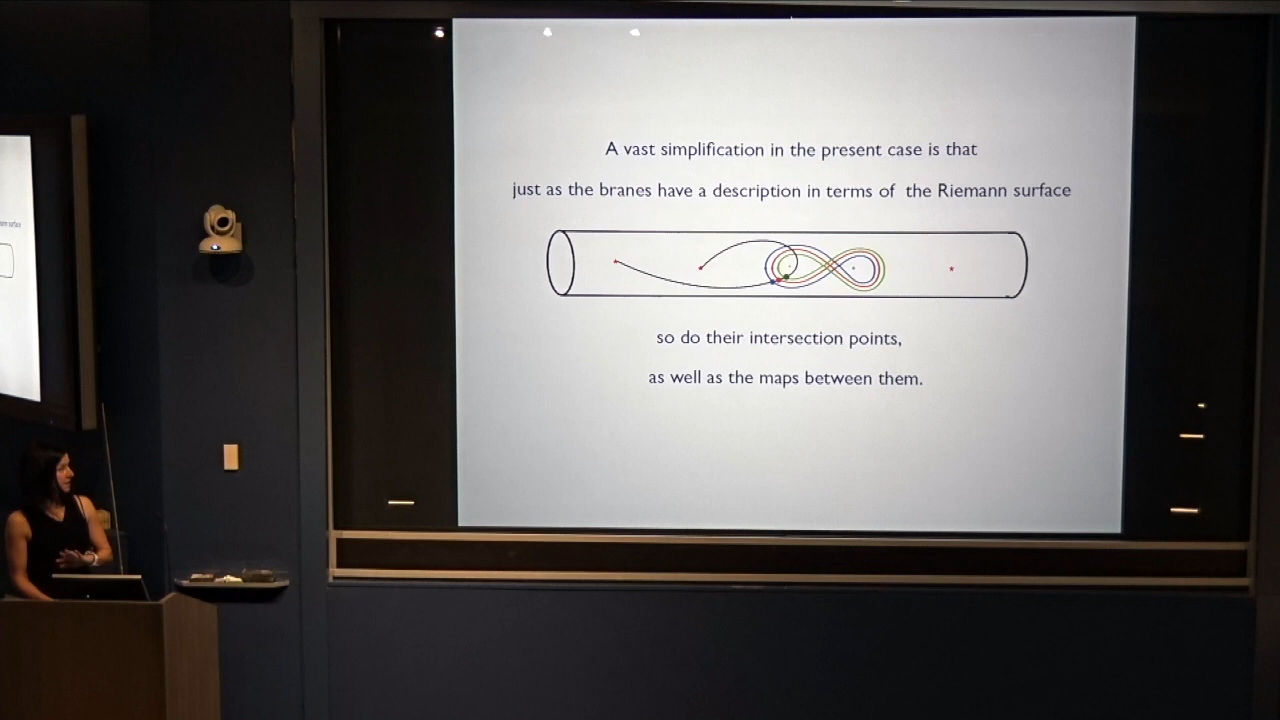 A vast simplification in the present case is that
just as the branes have a description in terms of the Riemann surface
so do their intersection points,
as well as the maps between them.